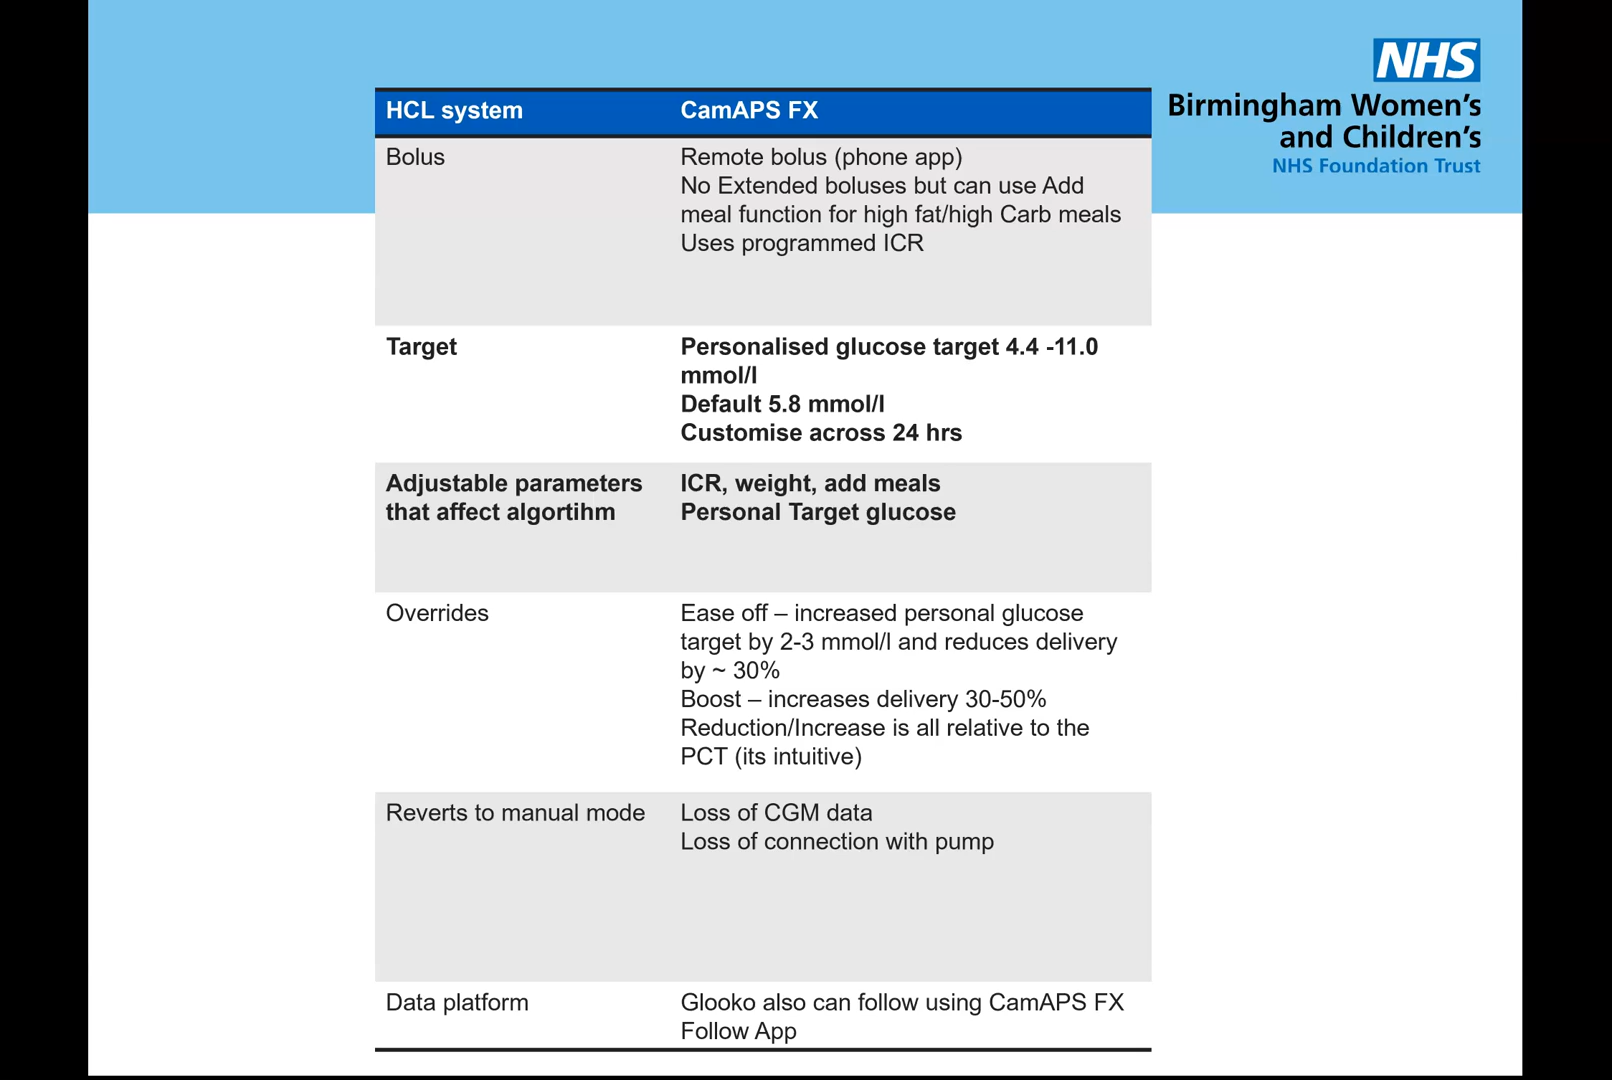 NHS
Birmingham Women's
and Children's
NHS Foundation Trust
HCL system CamAPS FX
Bolus Remote bolus (phone app)
No Extended boluses but can use Add
meal function for high fat/high Carb meals
Uses programmed ICR
Target Personalised glucose target 4.4 -11.0
mmol/l
Default 5.8 mmol/l
Customise across 24 hrs
Adjustable parameters ICR, weight, add meals
that affect algortihm Personal Target glucose
Overrides Ease off – increased personal glucose
target by 2-3 mmol/l and reduces delivery
by ~ 30%
Boost – increases delivery 30-50%
Reduction/Increase is all relative to the
PCT (its intuitive)
Reverts to manual mode Loss of CGM data
Loss of connection with pump
Data platform Glooko also can follow using CamAPS FX
Follow App